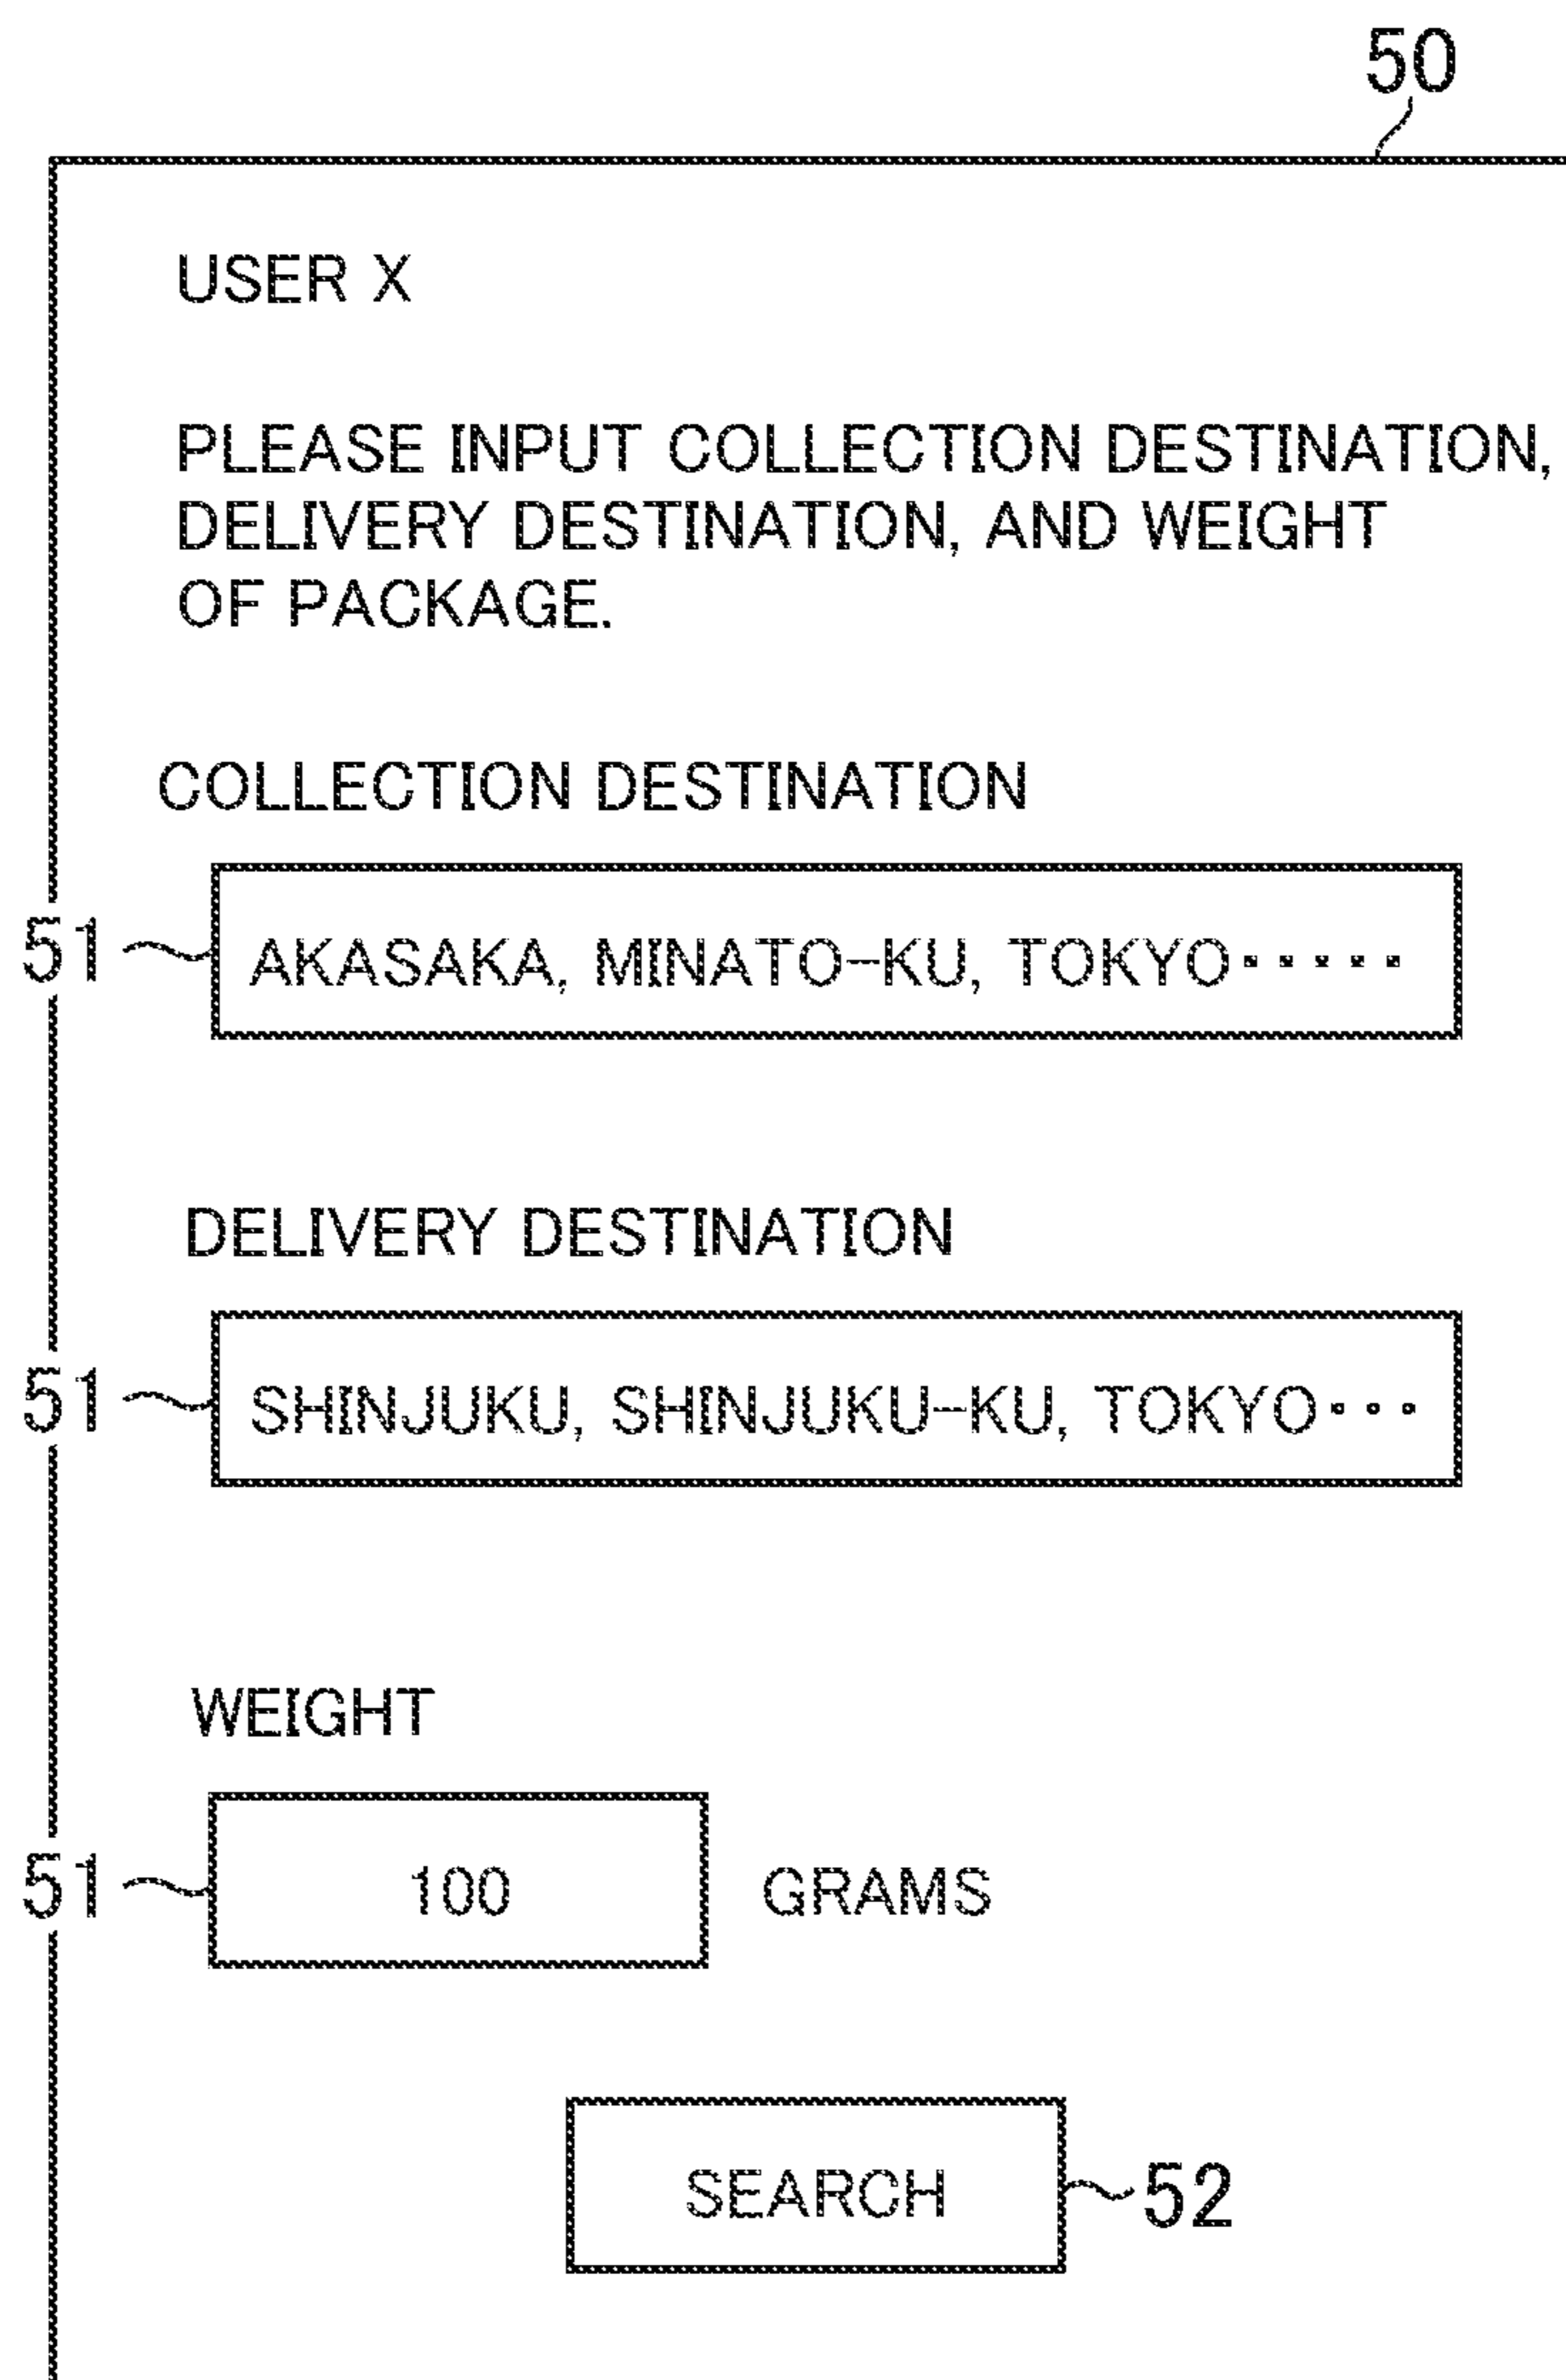 50
USER X
PLEASE INPUT COLLECTION DESTINATION,
DELIVERY DESTINATION, AND WEIGHT
OF PACKAGE.
COLLECTION DESTINATION
51 AKASAKA, MINATO-KU, TOKYO・・・・・
DELIVERY DESTINATION
51 SHINJUKU, SHINJUKU-KU, TOKYO・・・
WEIGHT
51 100 GRAMS
SEARCH 52